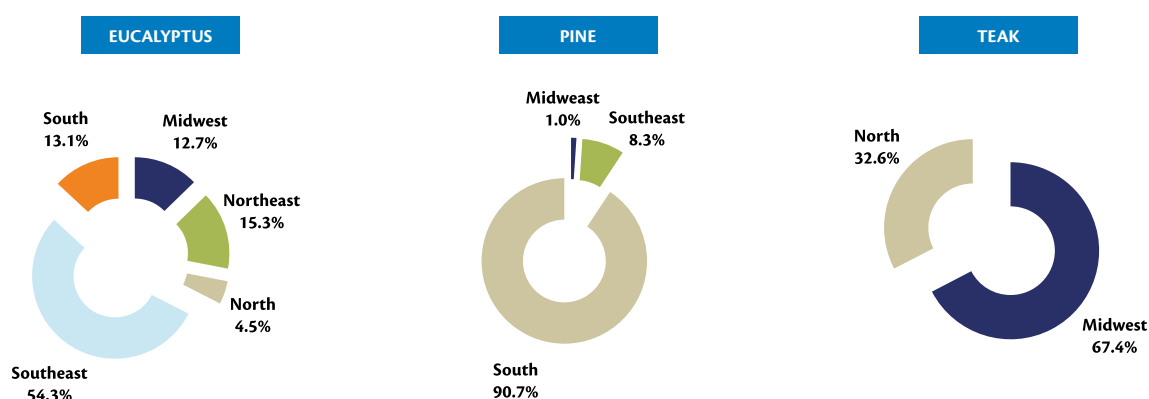 EUCALYPTUS
PINE
TEAK
South
13.1%
Midwest
12.7%
Northeast
15.3%
North
4.5%
Southeast
54.3%
Midweast
1.0%
Southeast
8.3%
South
90.7%
North
32.6%
Midwest
67.4%